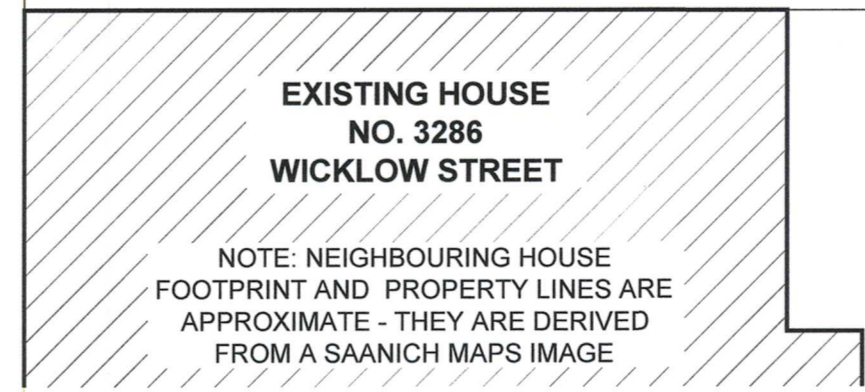 EXISTING HOUSE
NO. 3286
WICKLOW STREET
NOTE: NEIGHBOURING HOUSE
FOOTPRINT AND PROPERTY LINES ARE
APPROXIMATE - THEY ARE DERIVED
FROM A SAANICH MAPS IMAGE